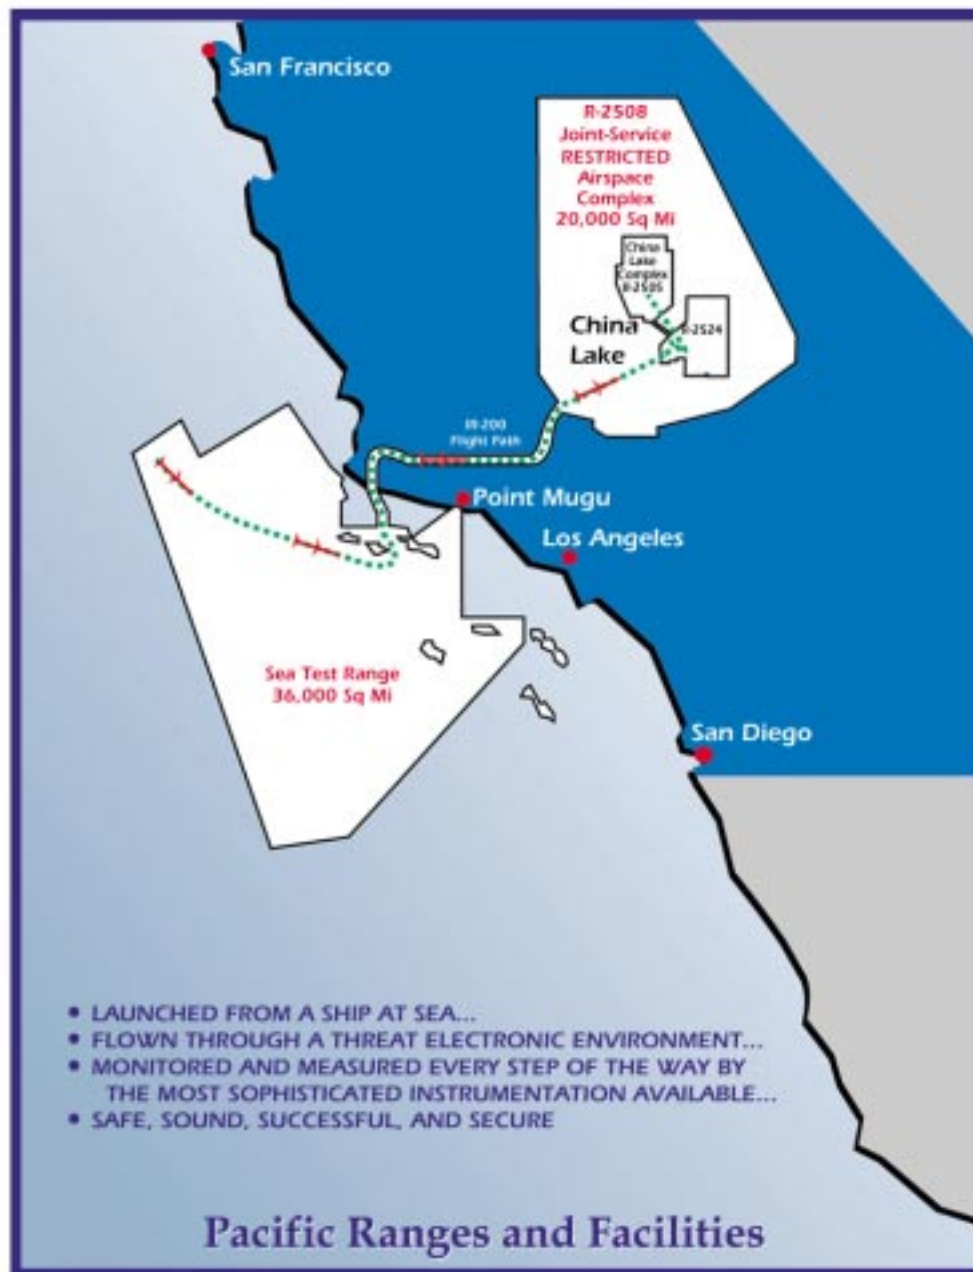 San Francisco
R-2508
Joint-Service
RESTRICTED
Airspace
Complex
20,000 Sq Mi
China
Lake
Complex
R-2505
R-2524
China
Lake
IR-200
Flight Path
Point Mugu
Los Angeles
Sea Test Range
36,000 Sq Mi
San Diego
• LAUNCHED FROM A SHIP AT SEA...
• FLOWN THROUGH A THREAT ELECTRONIC ENVIRONMENT...
• MONITORED AND MEASURED EVERY STEP OF THE WAY BY
THE MOST SOPHISTICATED INSTRUMENTATION AVAILABLE...
• SAFE, SOUND, SUCCESSFUL, AND SECURE
Pacific Ranges and Facilities